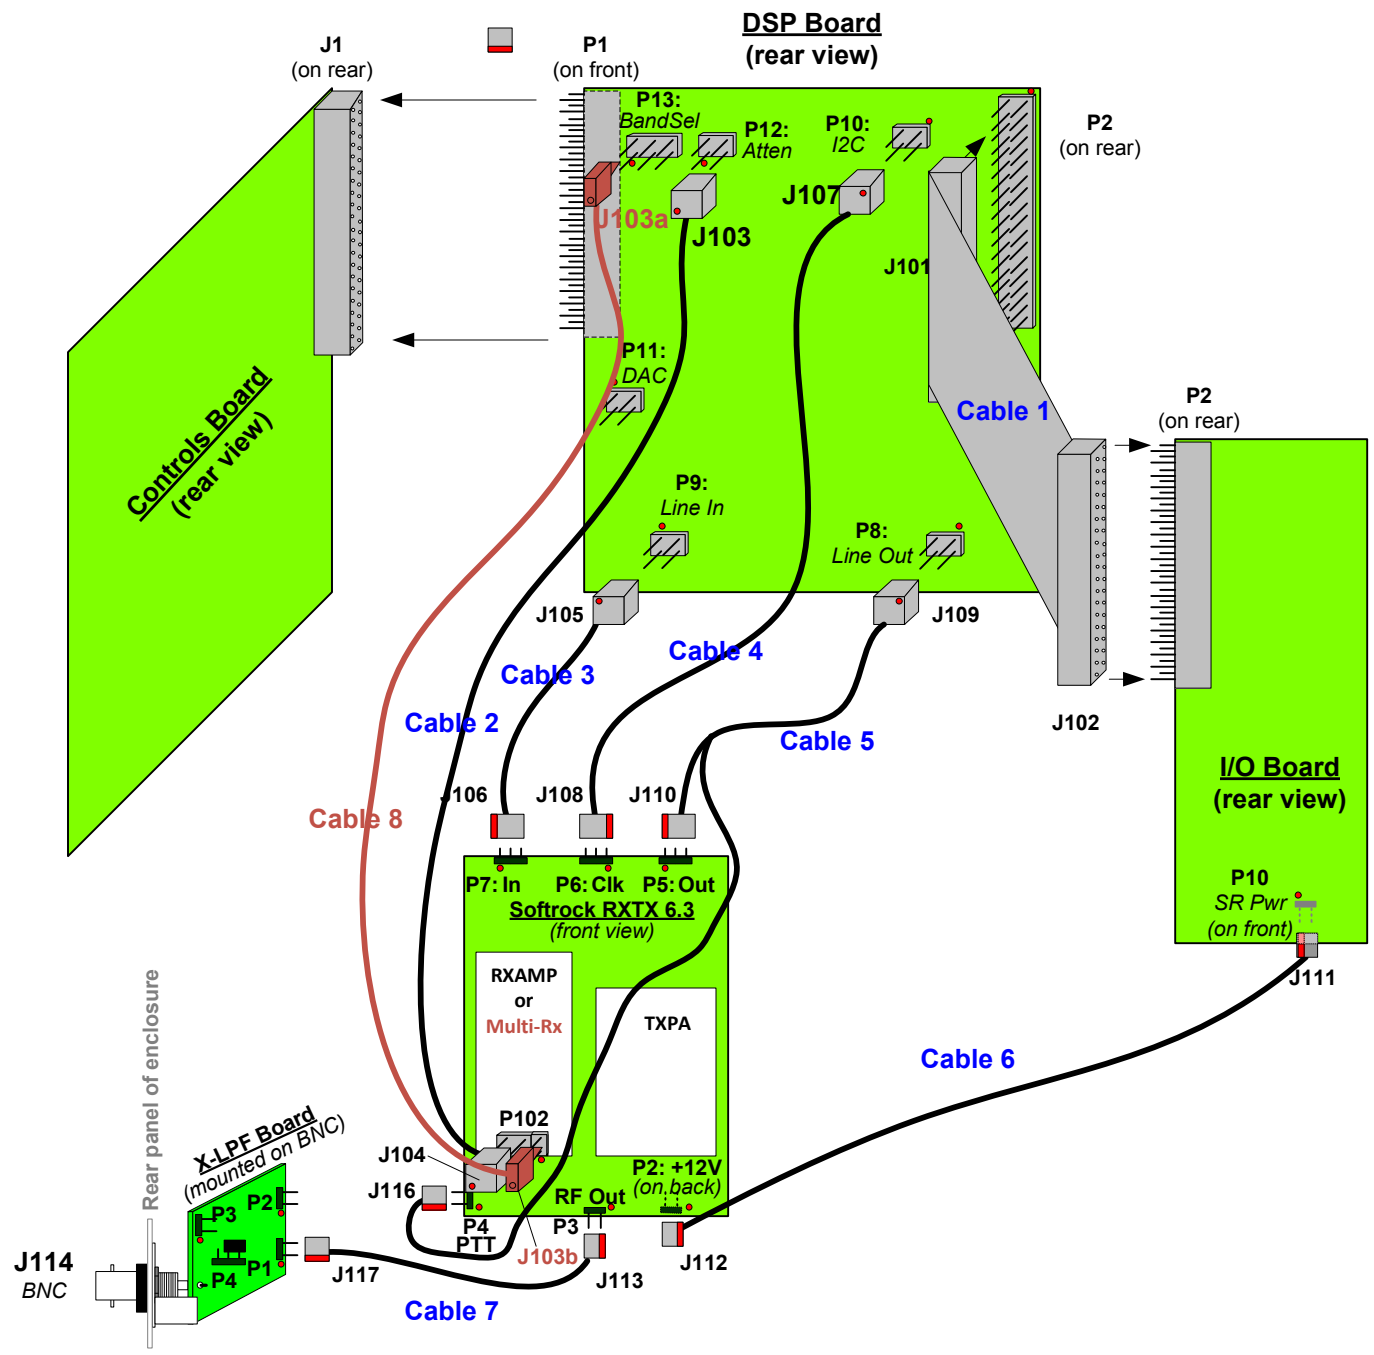 DSP Board
(rear view)
J1
(on rear)
P1
(on front)
P13:
BandSel
P12:
Atten
P10:
I2C
P2
(on rear)
J103a
J103
J107
J101
P11:
DAC
Cable 1
P2
(on rear)
Controls Board
(rear view)
P9:
Line In
P8:
Line Out
J105
J109
Cable 4
Cable 3
Cable 2
Cable 5
J102
I/O Board
(rear view)
J106
J108
J110
Cable 8
P7: In
P6: Clk
P5: Out
Softrock RXTX 6.3
(front view)
P10
SR Pwr
(on front)
J111
RXAMP
or
Multi-Rx
TXPA
Cable 6
Rear panel of enclosure
X-LPF Board
(mounted on BNC)
P102
J104
J116
P2: +12V
(on back)
RF Out
P4
PTT
P3
J103b
J112
J113
P2
P3
P1
P4
J117
J114
BNC
Cable 7